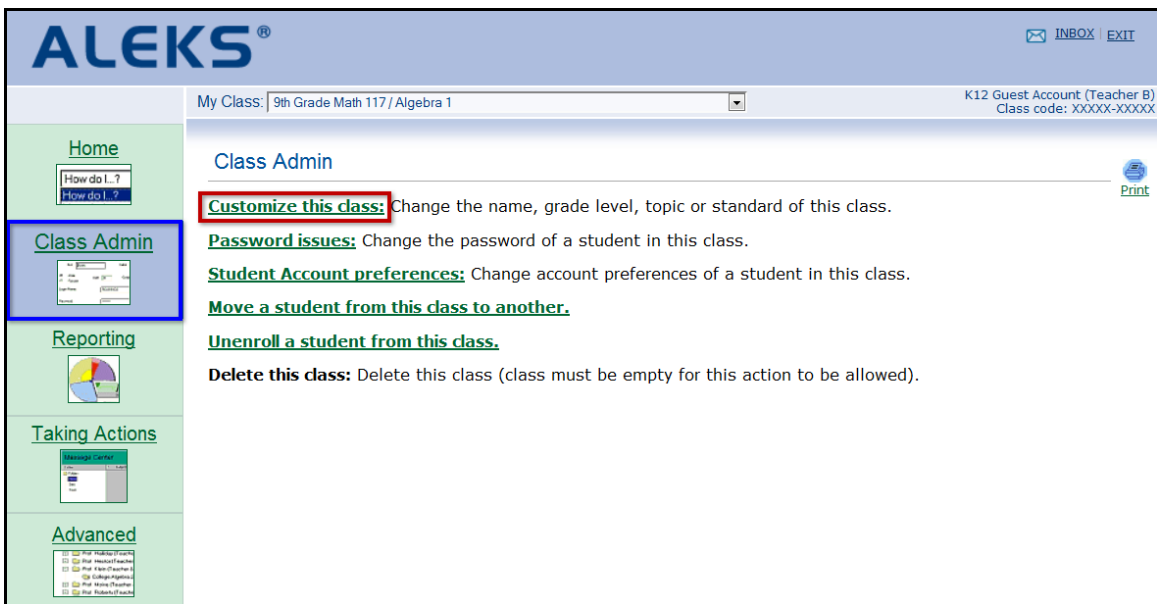 ALEKS®
INBOX | EXIT
My Class: 9th Grade Math 117 / Algebra 1
K12 Guest Account (Teacher B)
Class code: XXXXX-XXXXX
Home
How do I...?
How do I...?
Class Admin
Reporting
Taking Actions
Message Center
Advanced
Class Admin
Print
Customize this class: Change the name, grade level, topic or standard of this class.
Password issues: Change the password of a student in this class.
Student Account preferences: Change account preferences of a student in this class.
Move a student from this class to another.
Unenroll a student from this class.
Delete this class: Delete this class (class must be empty for this action to be allowed).